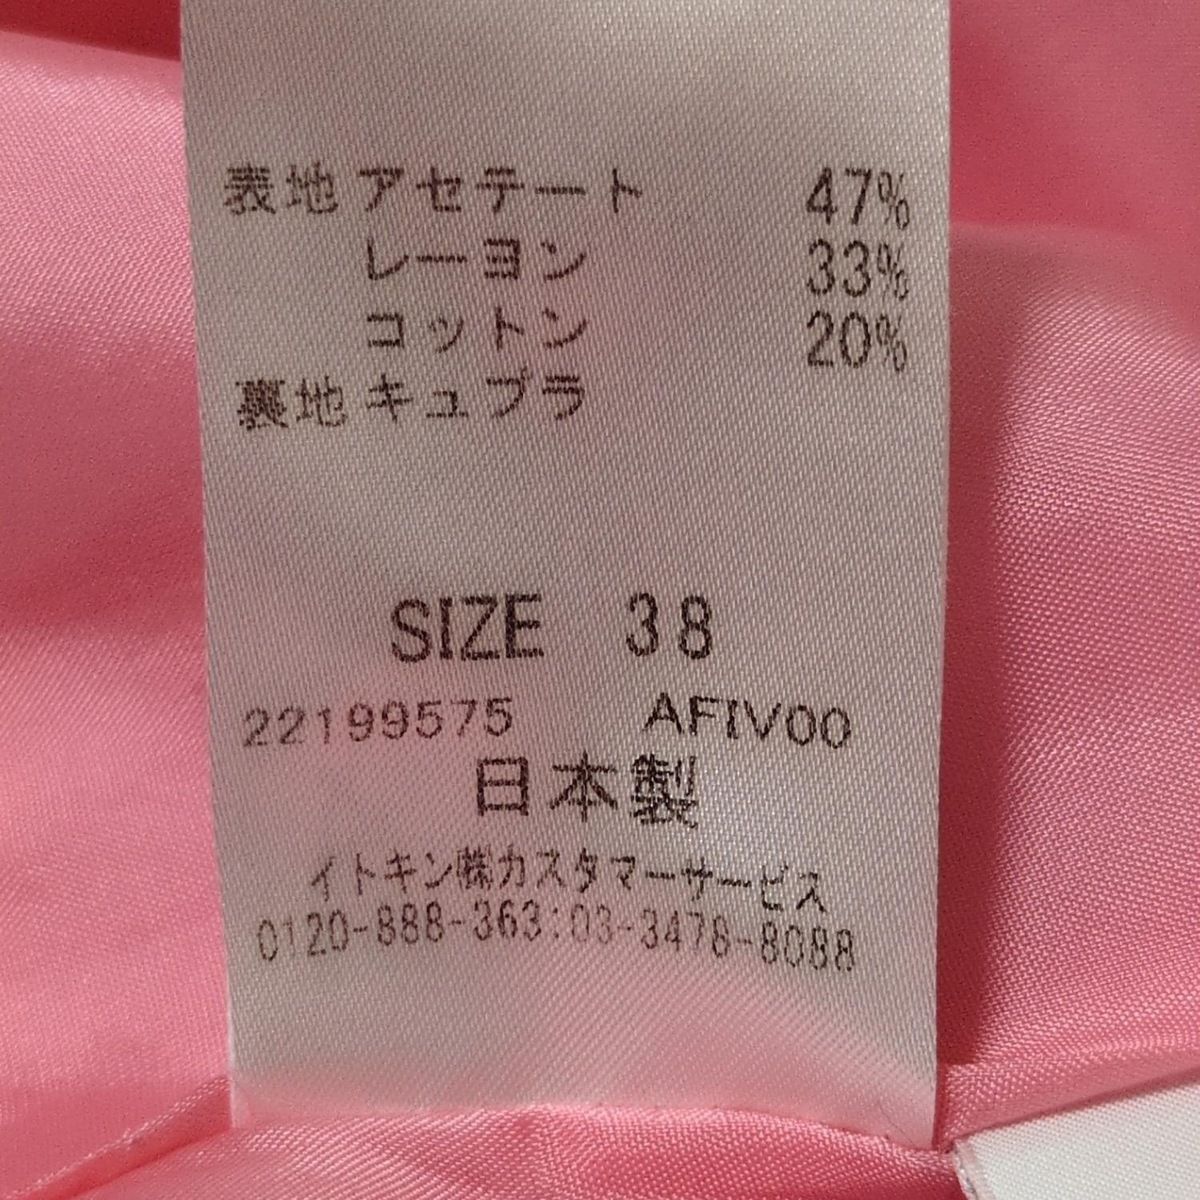 表地 アセテート 47%
レーヨン 33%
コットン 20%
裏地 キュプラ
SIZE 38
22199575 AFIV00
日本製
イトキン㈱カスタマーサービス
0120-888-363:03-3478-8088